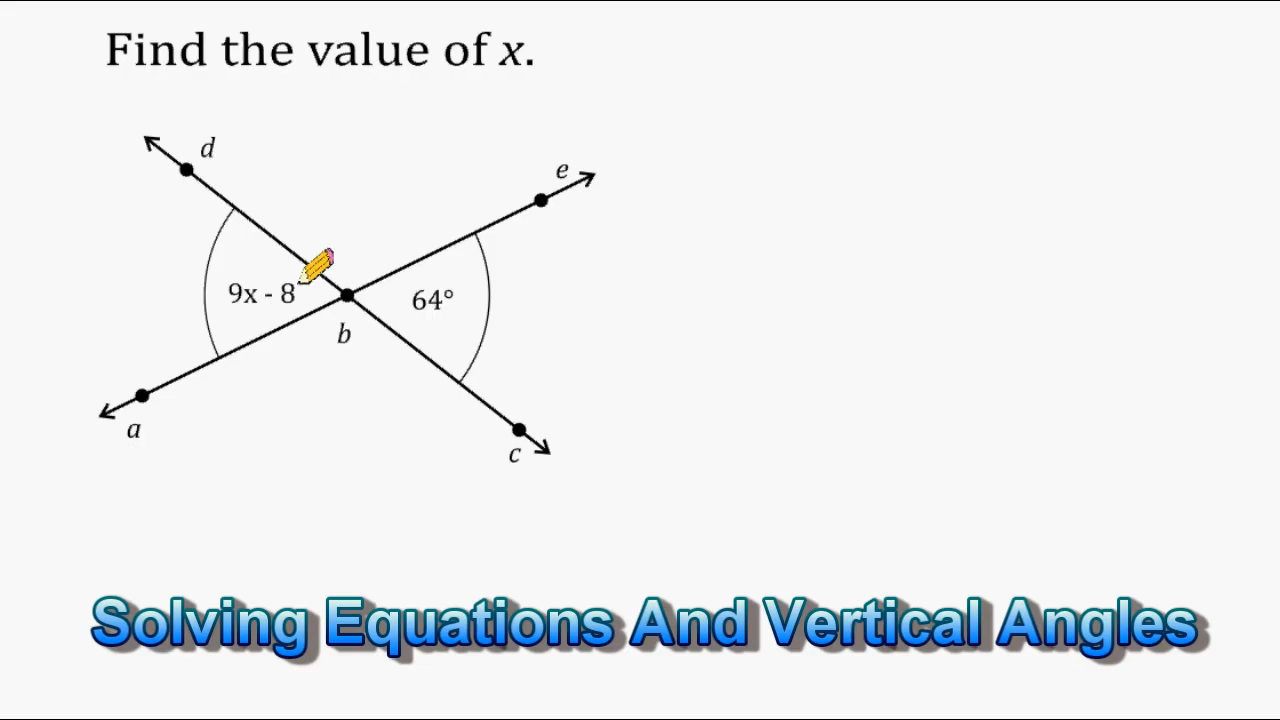 Find the value of x.
d
e
9x - 8
64°
b
a
c
Solving Equations And Vertical Angles